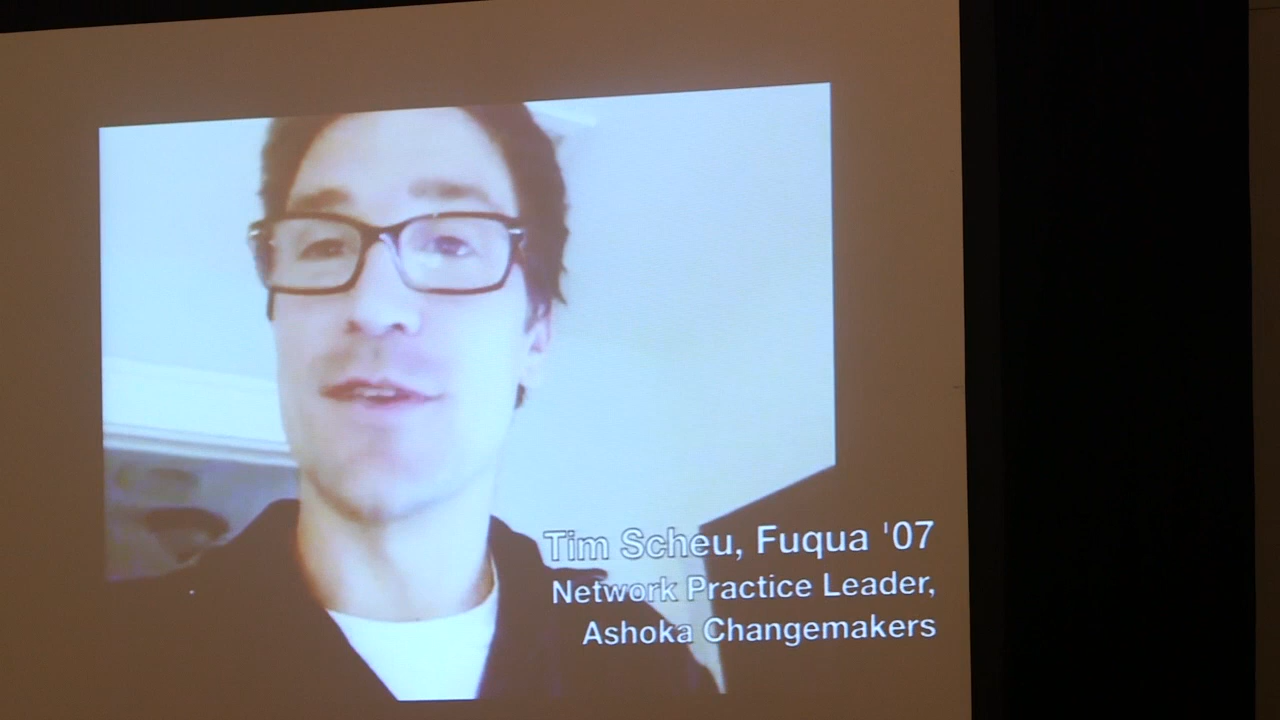 Tim Scheu, Fuqua '07
Network Practice Leader,
Ashoka Changemakers